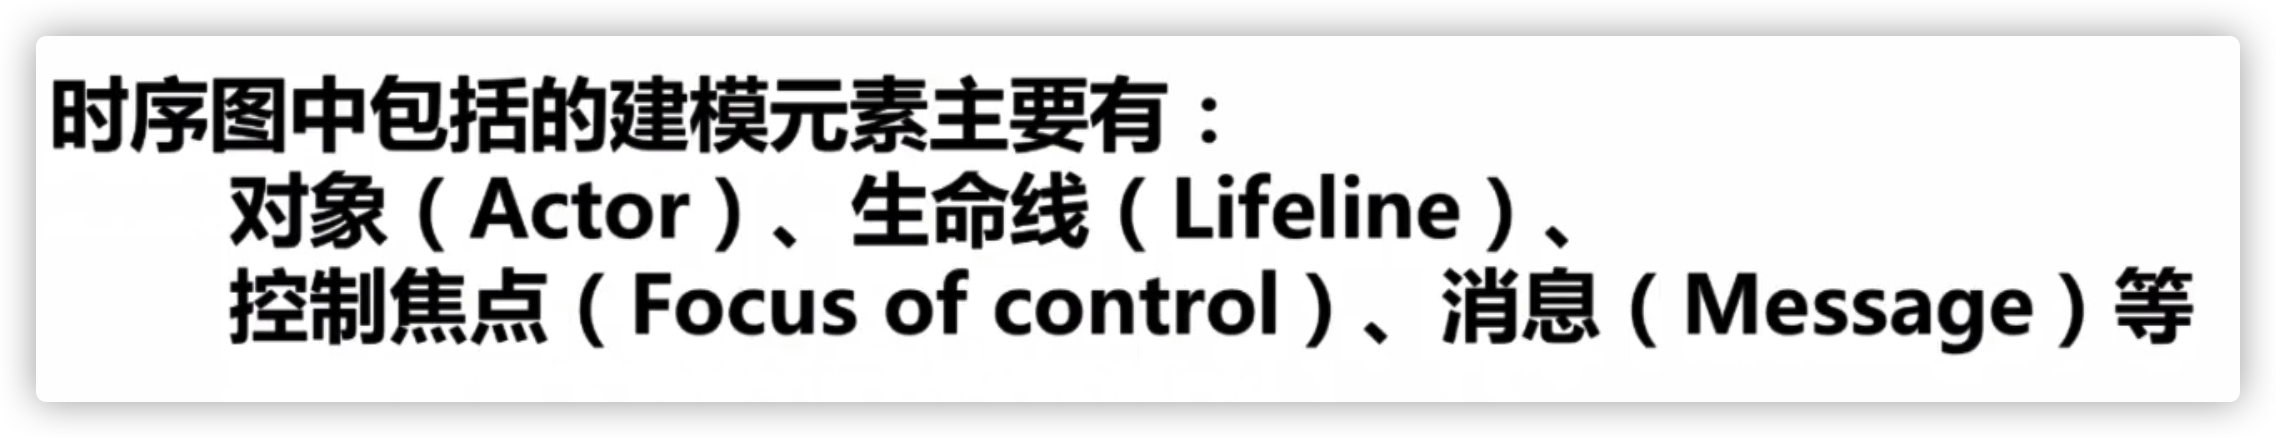 时序图中包括的建模元素主要有：
对象（Actor）、生命线（Lifeline）、
控制焦点（Focus of control）、消息（Message）等